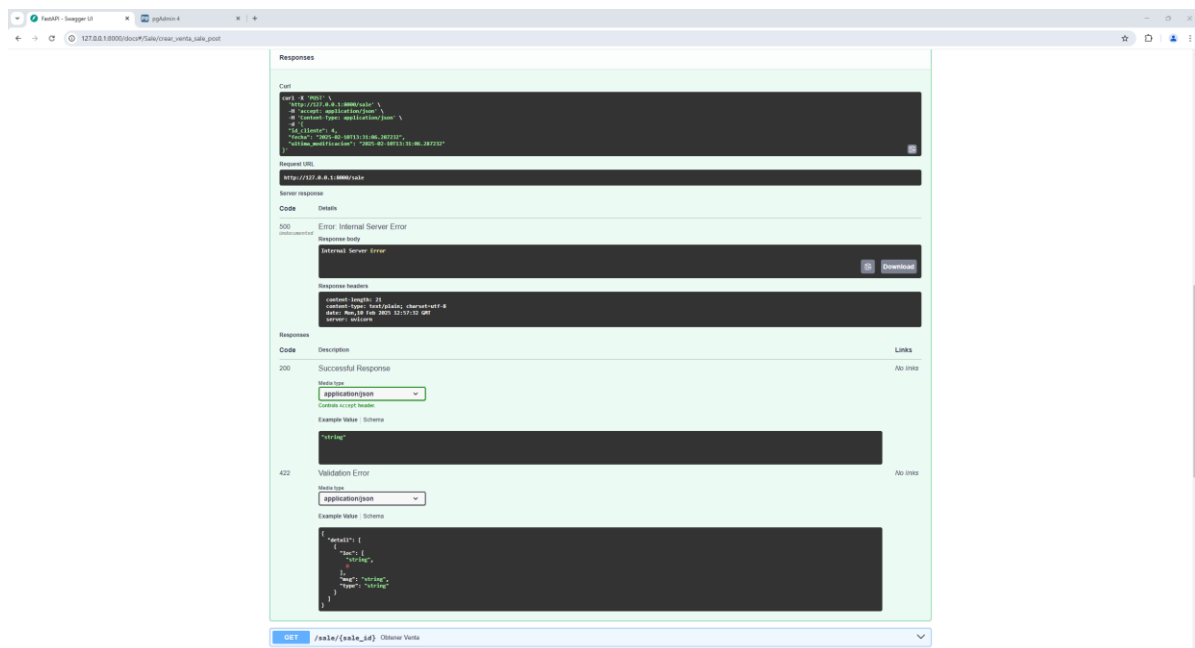 FastAPI - Swagger UI
pgAdmin 4
127.0.0.1:8000/docs#/Sale/crear_venta_sale_post
Responses
Curl
curl -X 'POST' \
'http://127.0.0.1:8000/sale' \
-H 'accept: application/json' \
-H 'Content-Type: application/json' \
-d '{
"id_cliente": 4,
"fecha": "2025-02-10T13:31:06.207232",
"ultima_modificacion": "2025-02-10T13:31:06.207232"
}'
Request URL
http://127.0.0.1:8000/sale
Server response
Code Details
500 Error: Internal Server Error
Undocumented
Response body
Internal Server Error
Download
Response headers
content-length: 21
content-type: text/plain; charset=utf-8
date: Mon,10 Feb 2025 12:57:32 GMT
server: uvicorn
Responses
Code Description Links
200 Successful Response No links
Media type
application/json
Controls Accept header.
Example Value | Schema
"string"
422 Validation Error No links
Media type
application/json
Example Value | Schema
{
"detail": [
{
"loc": [
"string",
0
],
"msg": "string",
"type": "string"
}
]
}
GET /sale/{sale_id} Obtener Venta